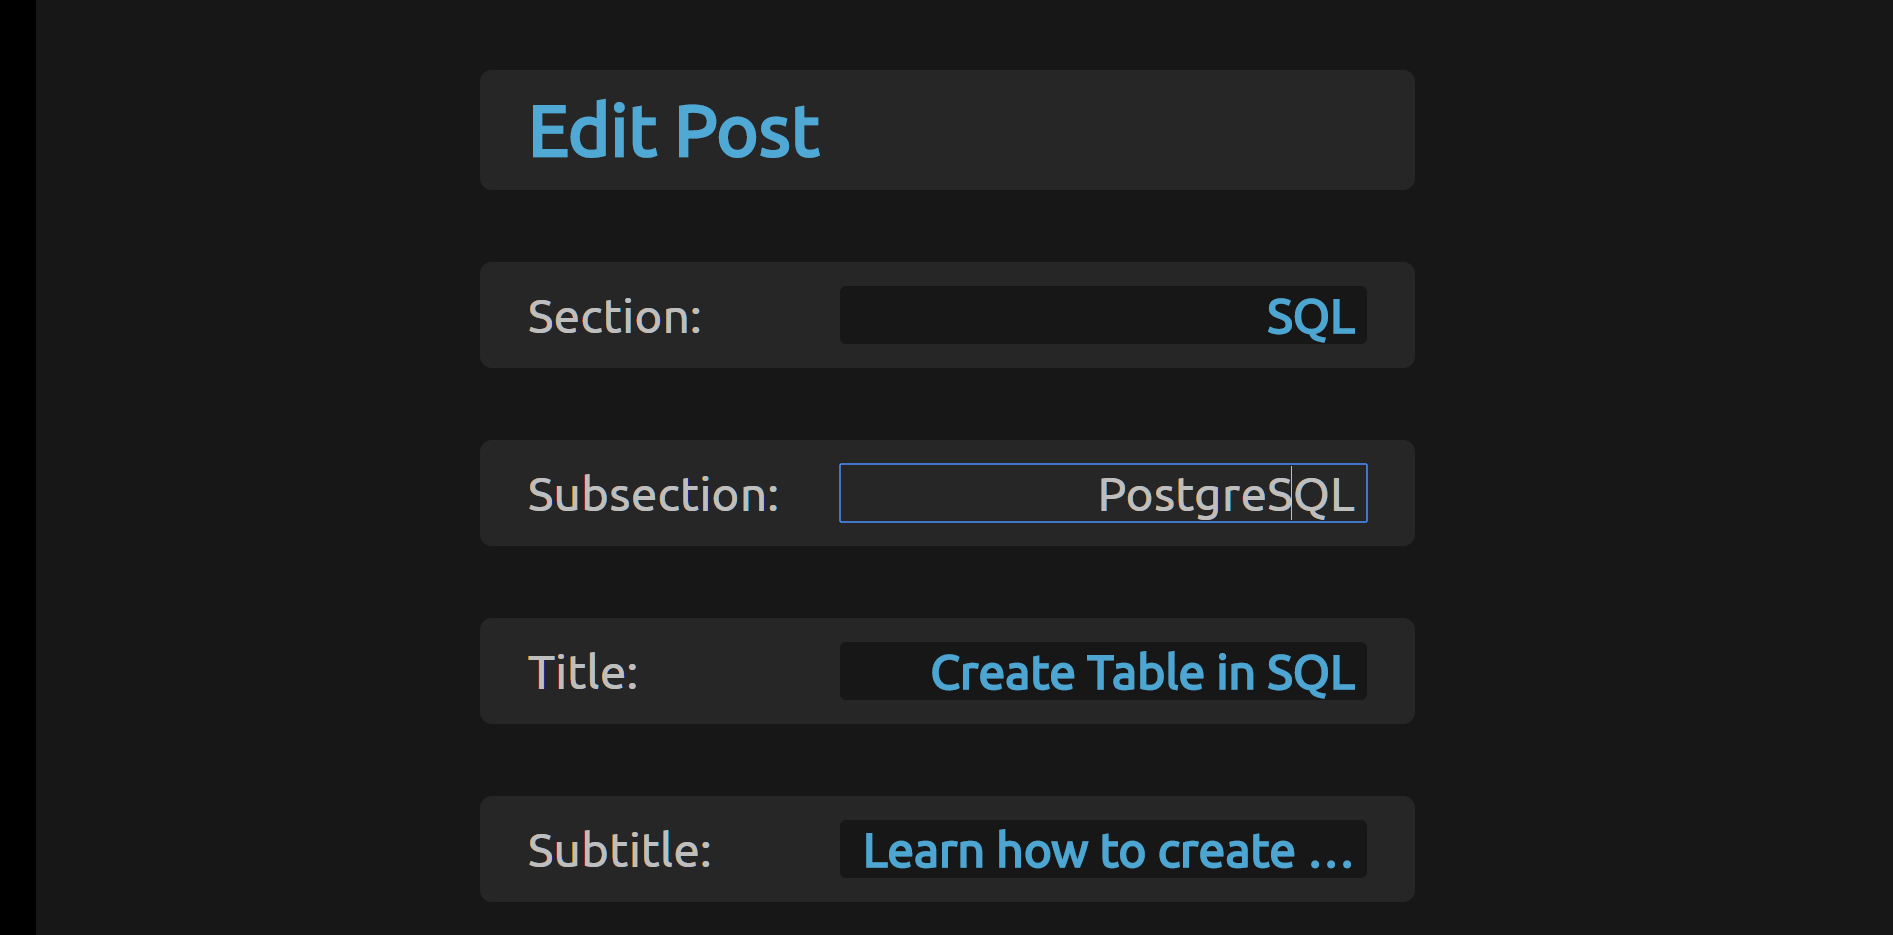 Edit Post
Section: SQL
Subsection: PostgreSQL
Title: Create Table in SQL
Subtitle: Learn how to create ...